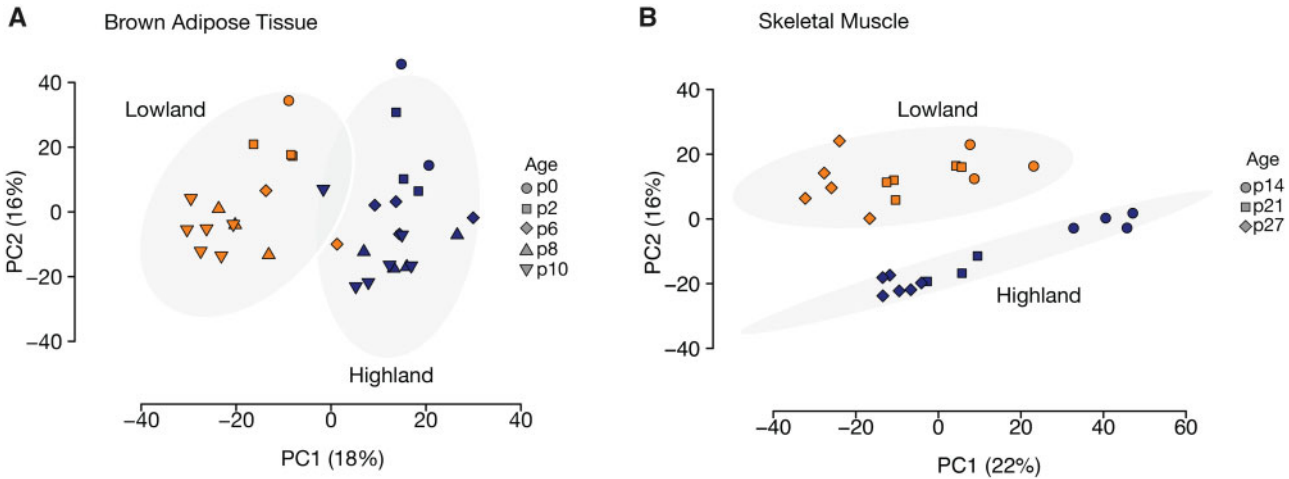 A
Brown Adipose Tissue
40
20
0
−20
−40
PC2 (16%)
Lowland
Highland
−40
−20
0
20
40
PC1 (18%)
Age
p0
p2
p6
p8
p10
B
Skeletal Muscle
40
20
0
−20
−40
PC2 (16%)
Lowland
Highland
−40
−20
0
20
40
60
PC1 (22%)
Age
p14
p21
p27